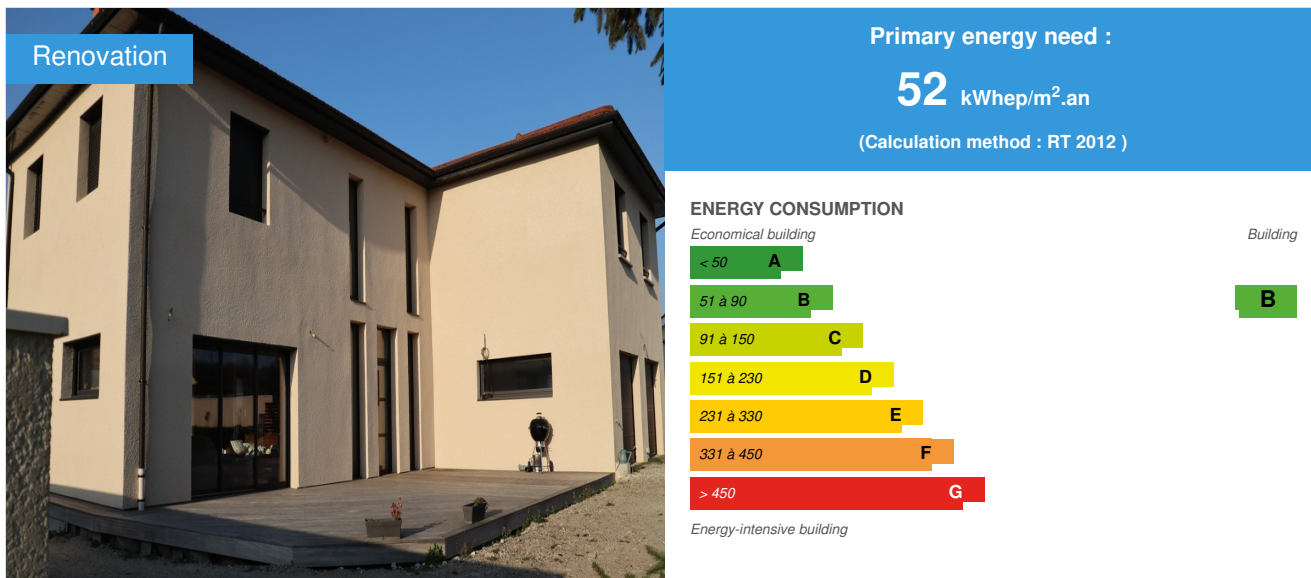 Renovation
Primary energy need :
52 kWhep/m².an
(Calculation method : RT 2012 )
ENERGY CONSUMPTION
Economical building
Building
< 50 A
51 à 90 B
B
91 à 150 C
151 à 230 D
231 à 330 E
331 à 450 F
> 450 G
Energy-intensive building